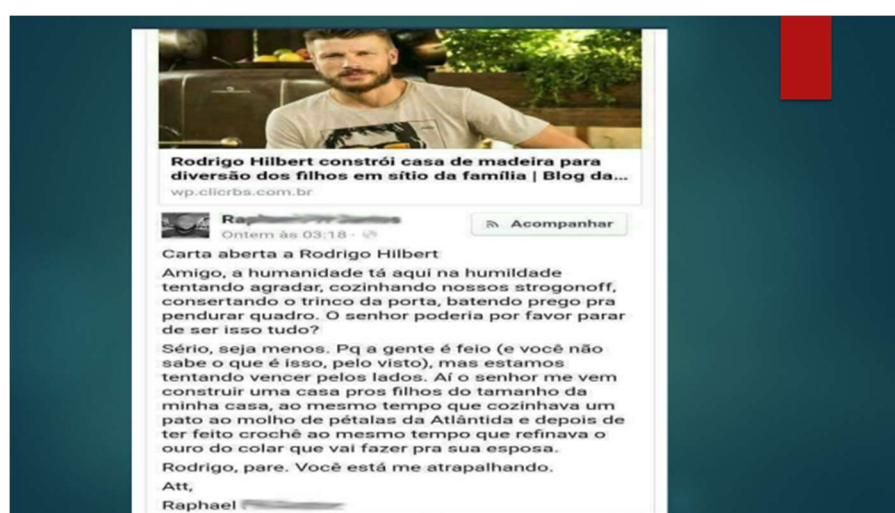 Rodrigo Hilbert constrói casa de madeira para
diversão dos filhos em sítio da família | Blog da...
wp.clicrbs.com.br
Acompanhar
Ontem às 03:18
Carta aberta a Rodrigo Hilbert
Amigo, a humanidade tá aqui na humildade
tentando agradar, cozinhando nossos strogonoff,
consertando o trinco da porta, batendo prego pra
pendurar quadro. O senhor poderia por favor parar
de ser isso tudo?
Sério, seja menos. Pq a gente é feio (e você não
sabe o que é isso, pelo visto), mas estamos
tentando vencer pelos lados. Aí o senhor me vem
construir uma casa pros filhos do tamanho da
minha casa, ao mesmo tempo que cozinhava um
pato ao molho de pétalas da Atlântida e depois de
ter feito crochê ao mesmo tempo que refinava o
ouro do colar que vai fazer pra sua esposa.
Rodrigo, pare. Você está me atrapalhando.
Att,
Raphael